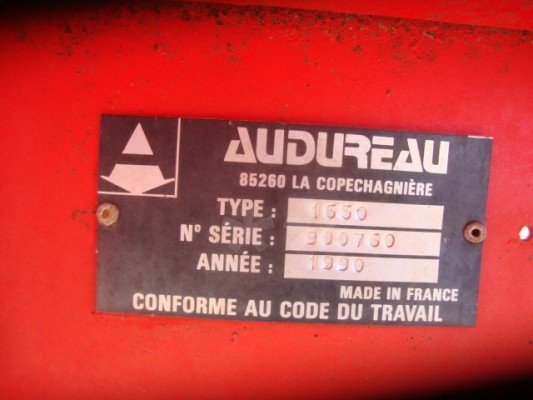 AUDUREAU
85260 LA COPECHAGNIÈRE
TYPE : 1650
N° SÉRIE : 900760
ANNÉE : 1990
MADE IN FRANCE
CONFORME AU CODE DU TRAVAIL